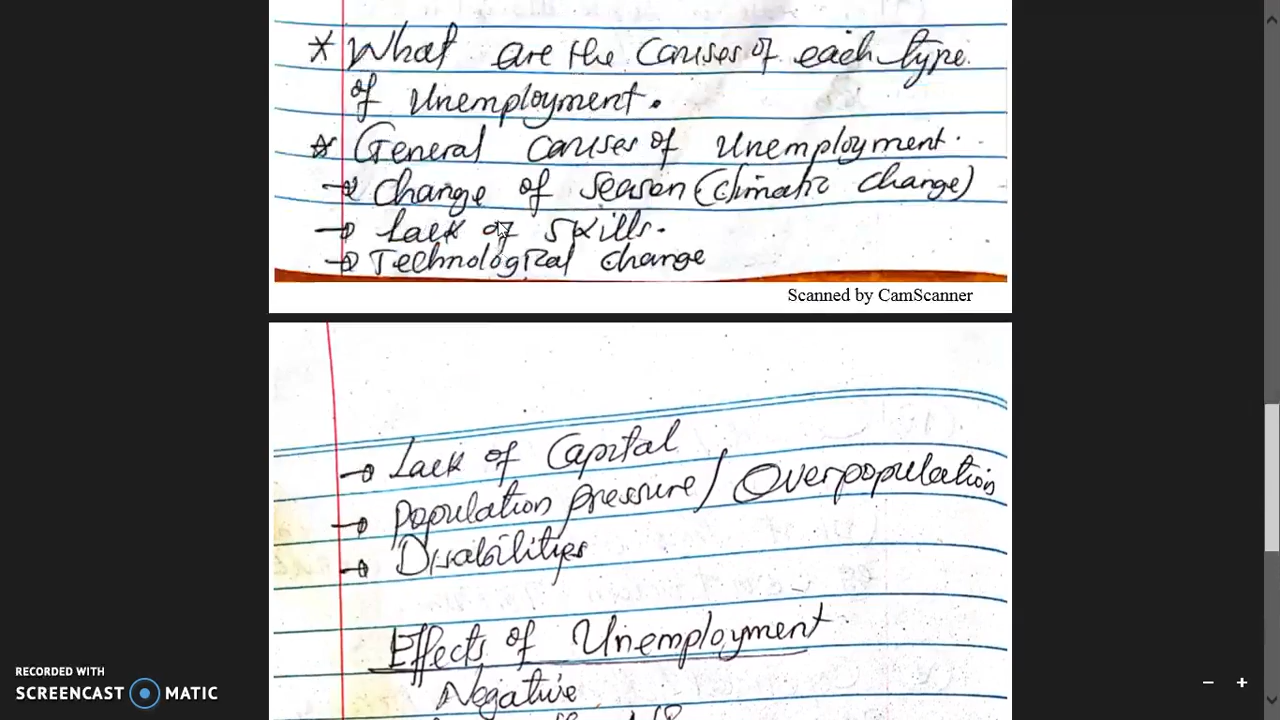 * What are the causes of each type
of Unemployment.
* General causes of Unemployment.
→ Change of season (climatic change)
→ Lack of skills.
→ Technological change
Scanned by CamScanner
→ Lack of Capital
→ Population pressure / Overpopulation
→ Disabilities
Effects of Unemployment
Negative
RECORDED WITH
SCREENCAST MATIC